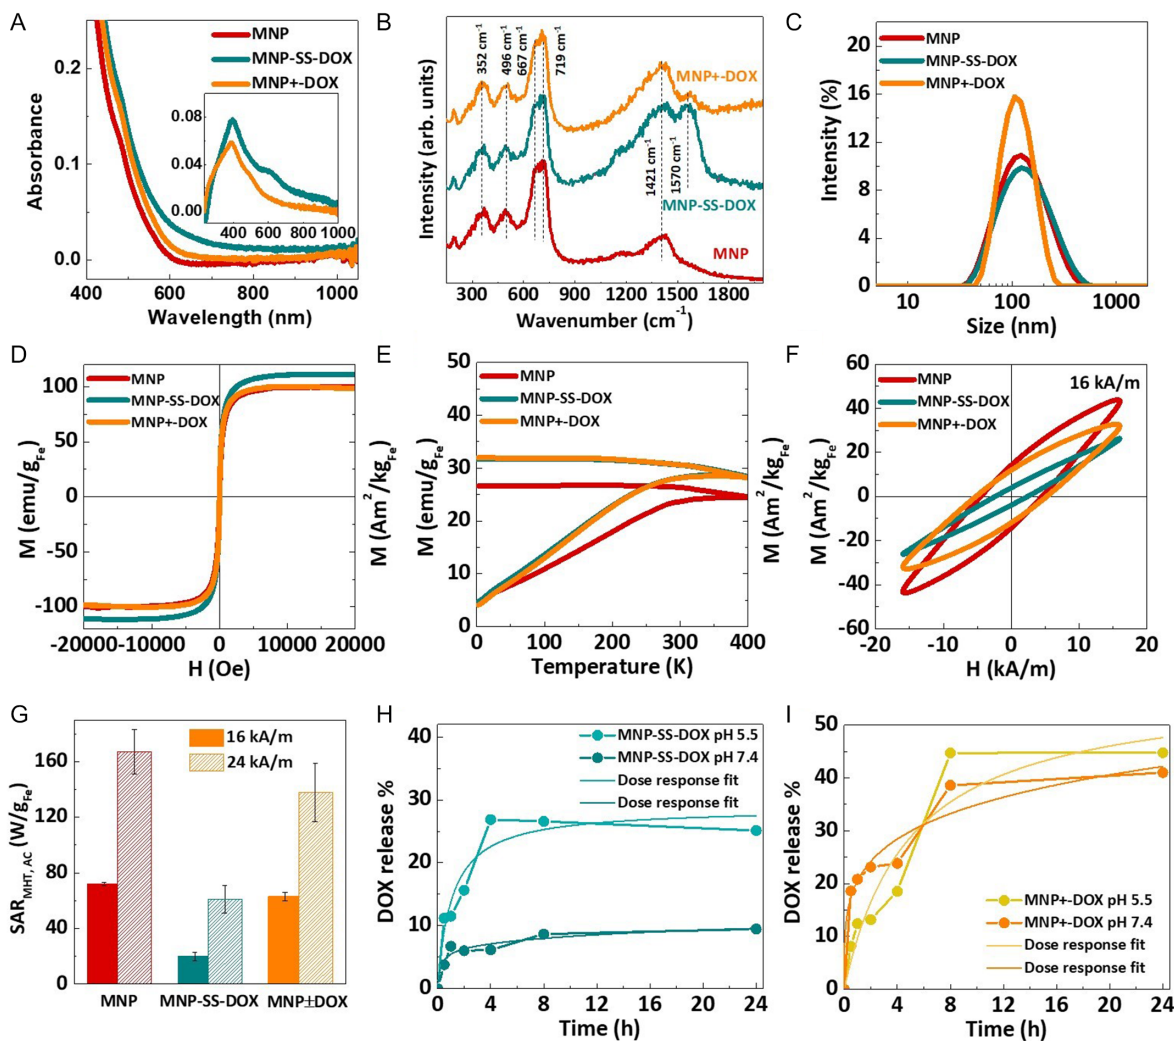 A
MNP
MNP-SS-DOX
MNP+-DOX
0.2
0.1
0.0
Absorbance
0.08
0.04
0.00
400 600 800 1000
400 600 800 1000
Wavelength (nm)
B
352 cm-1
496 cm-1
667 cm-1
719 cm-1
MNP+-DOX
1421 cm-1
1570 cm-1
MNP-SS-DOX
MNP
Intensity (arb. units)
300 600 900 1200 1500 1800
Wavenumber (cm-1)
C
MNP
MNP-SS-DOX
MNP+-DOX
20
16
12
8
4
0
Intensity (%)
10 100 1000
Size (nm)
D
MNP
MNP-SS-DOX
MNP+-DOX
100
50
0
-50
-100
M (emu/gFe)
M (Am2/kgFe)
-20000 -10000 0 10000 20000
H (Oe)
E
MNP
MNP-SS-DOX
MNP+-DOX
50
40
30
20
10
0
M (emu/gFe)
M (Am2/kgFe)
0 100 200 300 400
Temperature (K)
F
16 kA/m
MNP
MNP-SS-DOX
MNP+-DOX
60
40
20
0
-20
-40
-60
M (Am2/kgFe)
-20 -10 0 10 20
H (kA/m)
G
16 kA/m
24 kA/m
160
120
80
40
0
SARMHT, AC (W/gFe)
MNP MNP-SS-DOX MNP±DOX
H
MNP-SS-DOX pH 5.5
MNP-SS-DOX pH 7.4
Dose response fit
Dose response fit
40
30
20
10
0
DOX release %
0 4 8 12 16 20 24
Time (h)
I
50
40
30
20
10
0
DOX release %
MNP+-DOX pH 5.5
MNP+-DOX pH 7.4
Dose response fit
Dose response fit
0 4 8 12 16 20 24
Time (h)